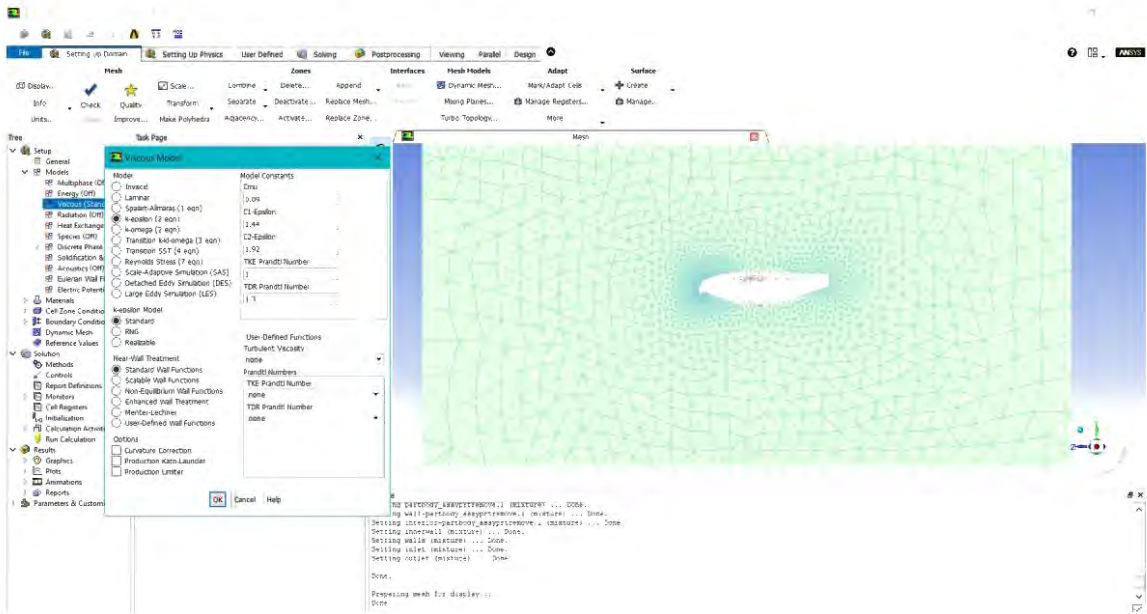 File
Setting Up Domain
Setting Up Physics
User Defined
Solving
Postprocessing
Viewing
Parallel
Design
ANSYS
Mesh
Zones
Interfaces
Mesh Models
Adapt
Surface
Display...
Scale...
Combine
Delete...
Append
Dynamic Mesh...
Mark/Adapt Cells
Create
Info
Check
Quality
Transform
Separate
Deactivate...
Replace Mesh...
Mixing Planes...
Manage Registers...
Manage...
Units...
Improve...
Make Polyhedra
Adjacency...
Activate...
Replace Zone...
Turbo Topology...
More
Tree
Task Page
Mesh
Setup
General
Models
Multiphase (Of
Energy (Off)
Viscous (Stand
Radiation (Off)
Heat Exchange
Species (Off)
Discrete Phase
Solidification &
Acoustics (Off)
Eulerian Wall F
Electric Potenti
Materials
Cell Zone Conditio
Boundary Conditio
Dynamic Mesh
Reference Values
Solution
Methods
Controls
Report Definitions
Monitors
Cell Registers
Initialization
Calculation Activiti
Run Calculation
Results
Graphics
Plots
Animations
Reports
Parameters & Custom
Viscous Model
Model
Inviscid
Laminar
Spalart-Allmaras (1 eqn)
k-epsilon (2 eqn)
k-omega (2 eqn)
Transition k-kl-omega (3 eqn)
Transition SST (4 eqn)
Reynolds Stress (7 eqn)
Scale-Adaptive Simulation (SAS)
Detached Eddy Simulation (DES)
Large Eddy Simulation (LES)
k-epsilon Model
Standard
RNG
Realizable
Near-Wall Treatment
Standard Wall Functions
Scalable Wall Functions
Non-Equilibrium Wall Functions
Enhanced Wall Treatment
Menter-Lechner
User-Defined Wall Functions
Options
Curvature Correction
Production Kato-Launder
Production Limiter
Model Constants
Cmu
0.09
C1-Epsilon
1.44
C2-Epsilon
1.92
TKE Prandtl Number
1
TDR Prandtl Number
1.3
User-Defined Functions
Turbulent Viscosity
none
Prandtl Numbers
TKE Prandtl Number
none
TDR Prandtl Number
none
OK
Cancel
Help
Setting innerwall (mixture) ... Done.
Setting walls (mixture) ... Done.
Setting inlet (mixture) ... Done.
Setting outlet (mixture) ... Done.
Done.
Preparing mesh for display...
Done